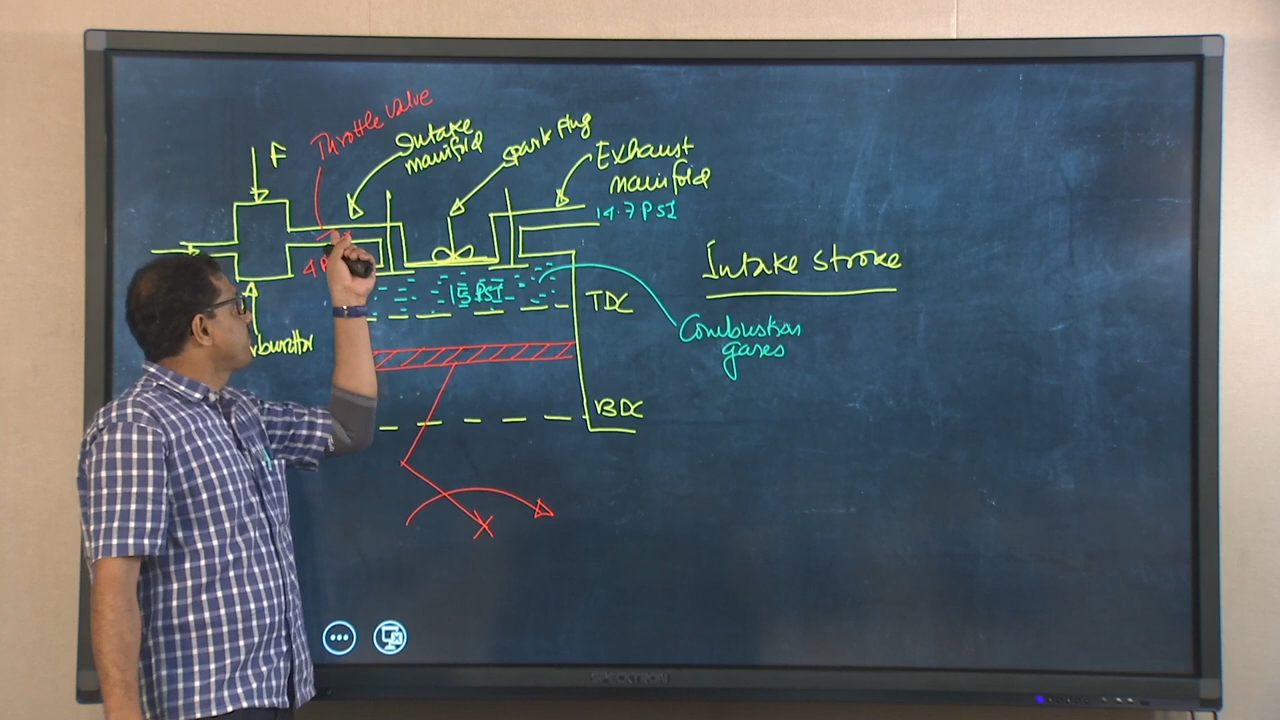 Throttle valve
F
Intake
manifold
spark Plug
Exhaust
manifold
14.7 PSI
Intake stroke
15 PSI
TDC
Combustion
gases
BDC
SPECKTRON